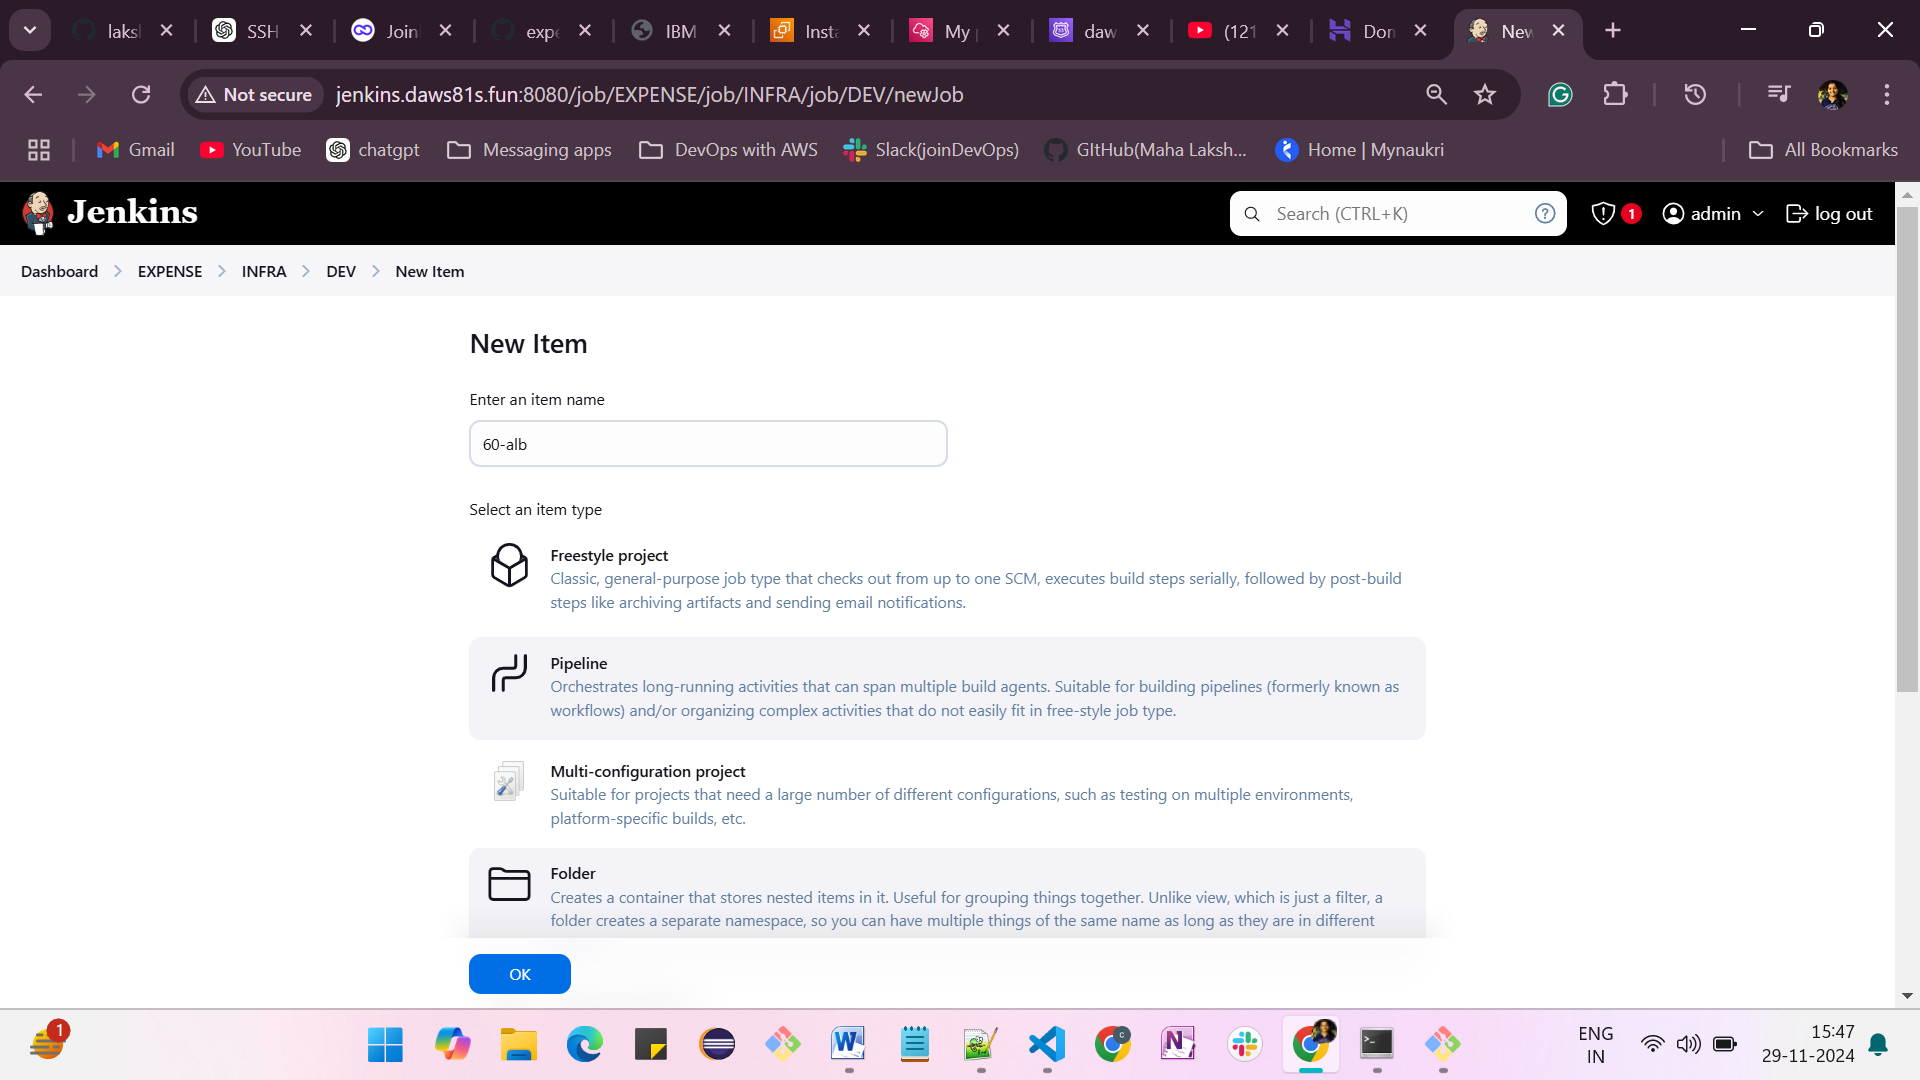 laksl
SSH
Join
expe
IBM
Insta
My
daw
(121
Don
New
Not secure
jenkins.daws81s.fun:8080/job/EXPENSE/job/INFRA/job/DEV/newJob
Gmail
YouTube
chatgpt
Messaging apps
DevOps with AWS
Slack(joinDevOps)
GItHub(Maha Laksh...
Home | Mynaukri
All Bookmarks
Jenkins
Search (CTRL+K)
1
admin
log out
Dashboard
EXPENSE
INFRA
DEV
New Item
New Item
Enter an item name
60-alb
Select an item type
Freestyle project
Classic, general-purpose job type that checks out from up to one SCM, executes build steps serially, followed by post-build
steps like archiving artifacts and sending email notifications.
Pipeline
Orchestrates long-running activities that can span multiple build agents. Suitable for building pipelines (formerly known as
workflows) and/or organizing complex activities that do not easily fit in free-style job type.
Multi-configuration project
Suitable for projects that need a large number of different configurations, such as testing on multiple environments,
platform-specific builds, etc.
Folder
Creates a container that stores nested items in it. Useful for grouping things together. Unlike view, which is just a filter, a
folder creates a separate namespace, so you can have multiple things of the same name as long as they are in different
OK
1
ENG
IN
15:47
29-11-2024